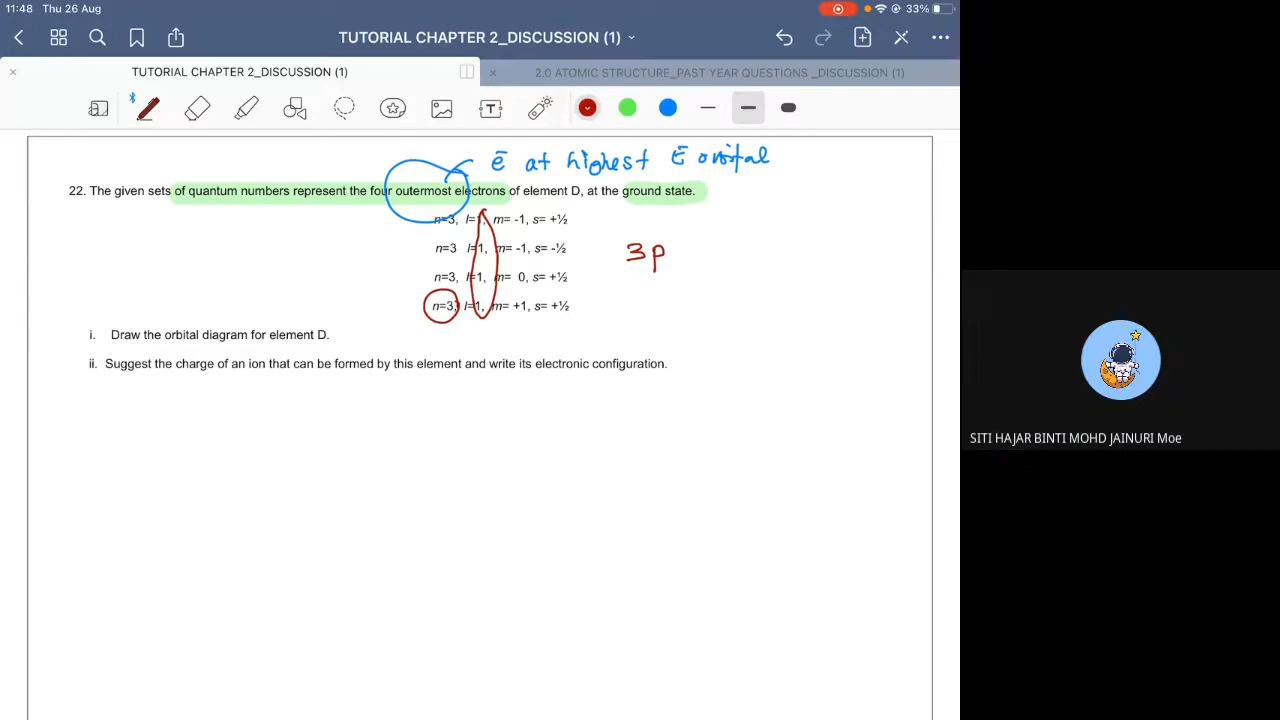 11:48 Thu 26 Aug
33%
TUTORIAL CHAPTER 2_DISCUSSION (1)
TUTORIAL CHAPTER 2_DISCUSSION (1)
2.0 ATOMIC STRUCTURE_PAST YEAR QUESTIONS _DISCUSSION (1)
ē at highest Ē orbital
22. The given sets of quantum numbers represent the four outermost electrons of element D, at the ground state.
n=3, l=1, m= -1, s= +½
n=3 l=1, m= -1, s= -½
3p
n=3, l=1, m= 0, s= +½
n=3, l=1, m= +1, s= +½
i. Draw the orbital diagram for element D.
ii. Suggest the charge of an ion that can be formed by this element and write its electronic configuration.
SITI HAJAR BINTI MOHD JAINURI Moe